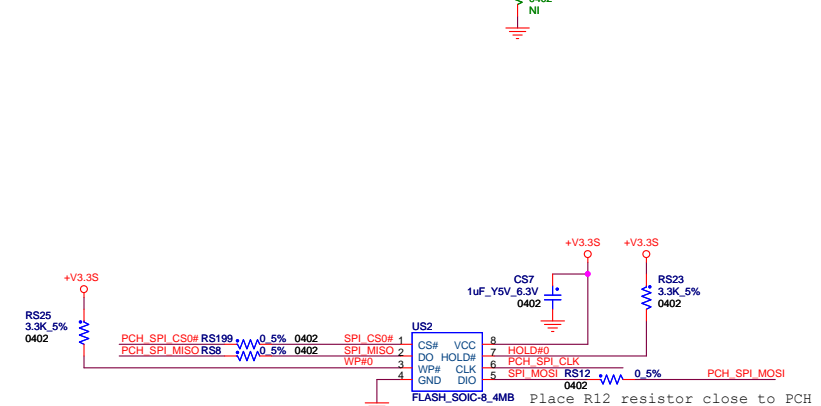 NI
+V3.3S
+V3.3S
+V3.3S
CS7
1uF_Y5V_6.3V
0402
RS23
3.3K_5%
0402
RS25
3.3K_5%
0402
US2
PCH_SPI_CS0# RS199 0_5% 0402 SPI_CS0# 1 CS# VCC 8
PCH_SPI_MISO RS8 0_5% 0402 SPI_MISO 2 DO HOLD# 7 HOLD#0
WP#0 3 WP# CLK 6 PCH_SPI_CLK
4 GND DIO 5 SPI_MOSI RS12 0_5% PCH_SPI_MOSI
0402
FLASH_SOIC-8_4MB
Place R12 resistor close to PCH